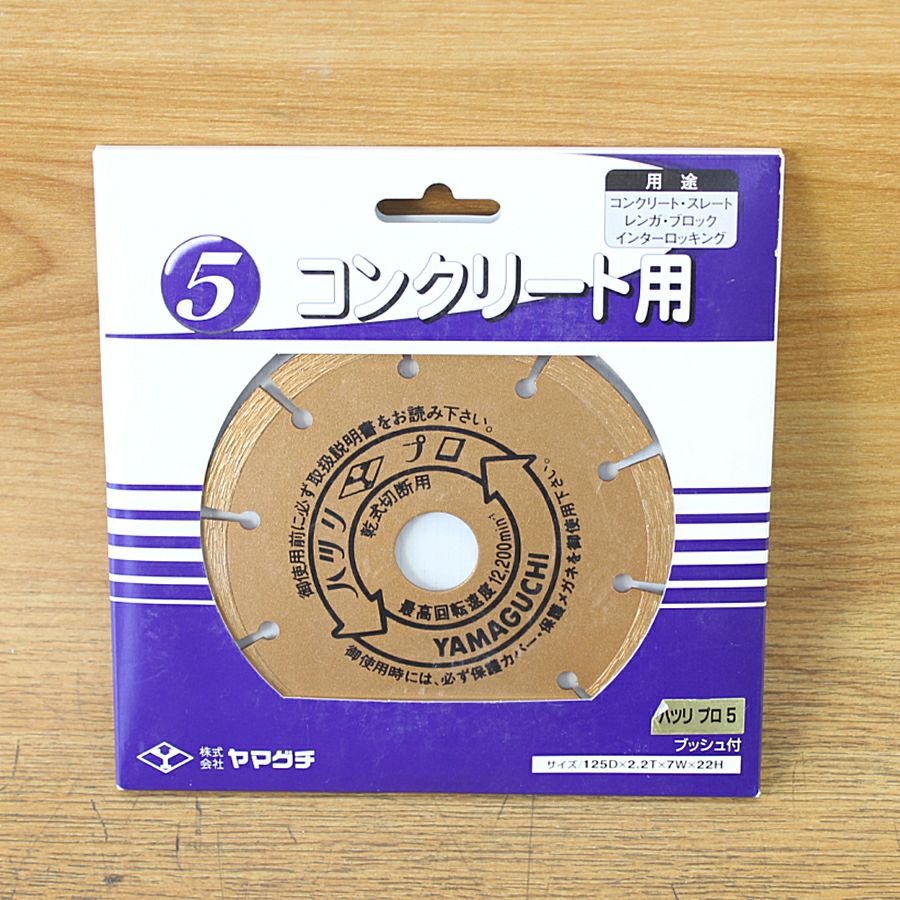 用途
コンクリート・スレート
レンガ・ブロック
インターロッキング
5
コンクリート用
御使用前に必ず取扱説明書をお読み下さい。
ハツリ プロ
乾式切断用
最高回転速度12,200min⁻¹
YAMAGUCHI
御使用時には、必ず保護カバー・保護メガネを御使用下さい。
ハツリ プロ 5
ブッシュ付
サイズ/125D×2.2T×7W×22H
株式会社 ヤマグチ